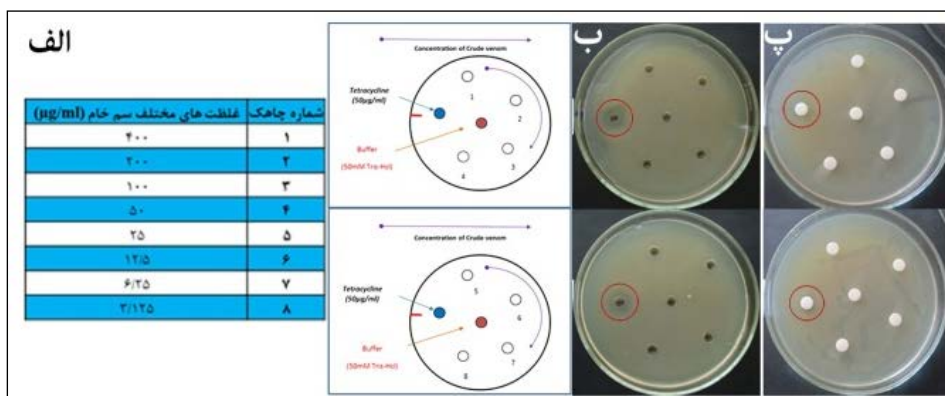 الف
شماره چاهک	غلظت های مختلف سم خام (µg/ml)
۱	۴۰۰
۲	۲۰۰
۳	۱۰۰
۴	۵۰
۵	۲۵
۶	۱۲/۵
۷	۶/۲۵
۸	۳/۱۲۵
Concentration of Crude venom
Tetracycline
(50µg/ml)
1
2
3
4
Buffer
(50mM Tris-Hcl)
Concentration of Crude venom
Tetracycline
(50µg/ml)
5
6
7
8
Buffer
(50mM Tris-Hcl)
ب
پ